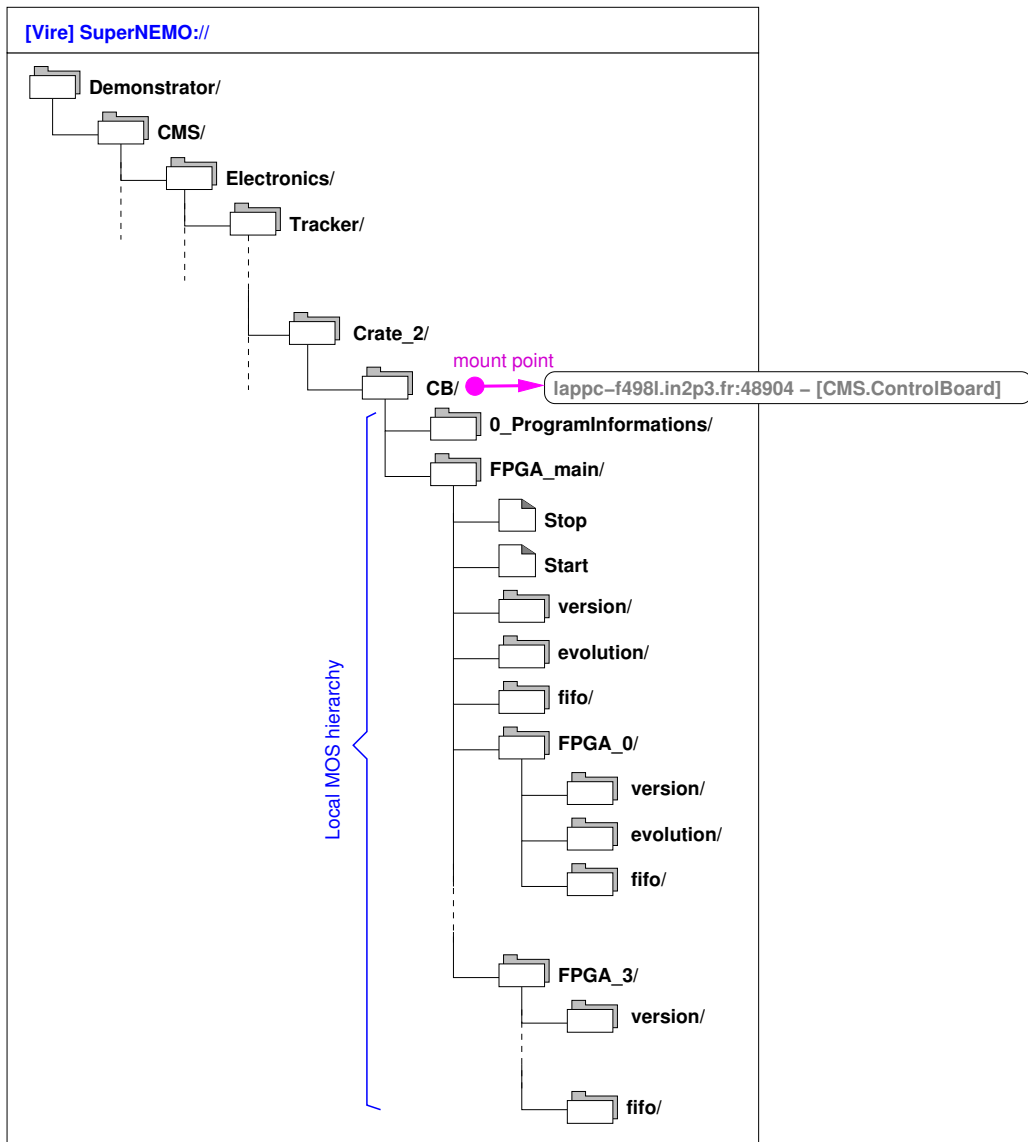 [Vire] SuperNEMO://
Demonstrator/
CMS/
Electronics/
Tracker/
Crate_2/
mount point
CB/
lappc−f498l.in2p3.fr:48904 − [CMS.ControlBoard]
0_ProgramInformations/
FPGA_main/
Stop
Start
version/
evolution/
fifo/
FPGA_0/
Local MOS hierarchy
version/
evolution/
fifo/
FPGA_3/
version/
fifo/